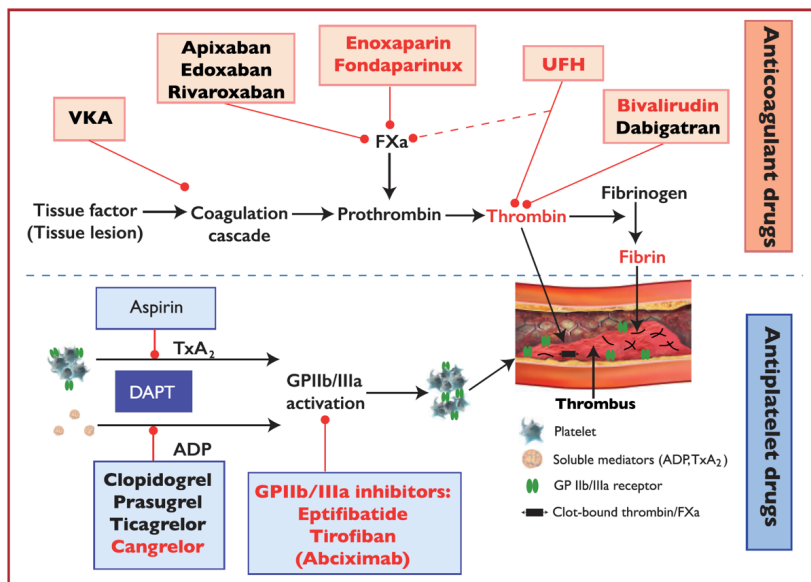 Apixaban
Edoxaban
Rivaroxaban
Enoxaparin
Fondaparinux
UFH
VKA
Bivalirudin
Dabigatran
FXa
Tissue factor
(Tissue lesion)
Coagulation
cascade
Prothrombin
Thrombin
Fibrinogen
Fibrin
Anticoagulant drugs
Aspirin
TxA2
DAPT
ADP
GPIIb/IIIa
activation
Clopidogrel
Prasugrel
Ticagrelor
Cangrelor
GPIIb/IIIa inhibitors:
Eptifibatide
Tirofiban
(Abciximab)
Thrombus
Platelet
Soluble mediators (ADP,TxA2)
GP IIb/IIIa receptor
Clot-bound thrombin/FXa
Antiplatelet drugs